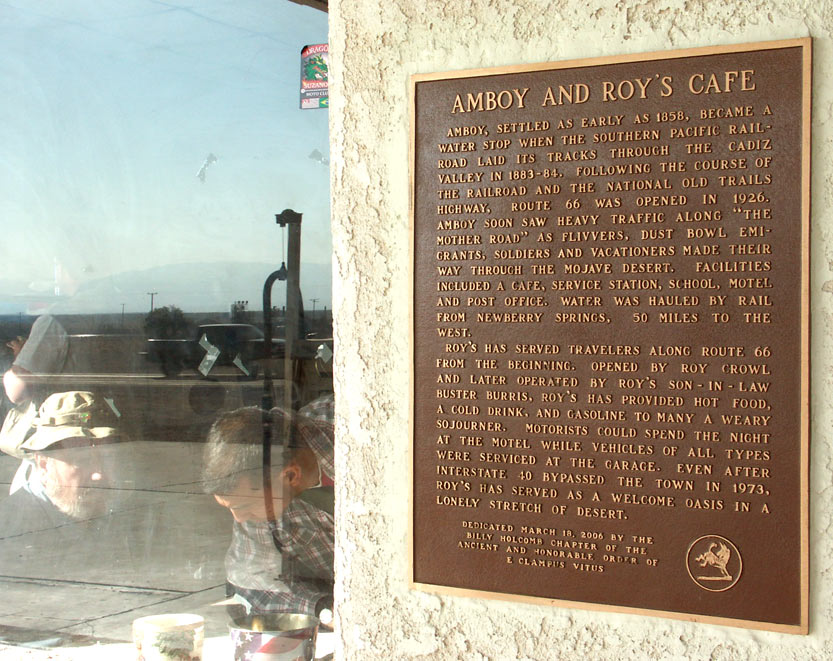 DRAGO
SUZANO
MOTO CLU
AMBOY AND ROY'S CAFE
AMBOY, SETTLED AS EARLY AS 1858, BECAME A
WATER STOP WHEN THE SOUTHERN PACIFIC RAIL-
ROAD LAID ITS TRACKS THROUGH THE CADIZ
VALLEY IN 1883-84. FOLLOWING THE COURSE OF
THE RAILROAD AND THE NATIONAL OLD TRAILS
HIGHWAY, ROUTE 66 WAS OPENED IN 1926.
AMBOY SOON SAW HEAVY TRAFFIC ALONG "THE
MOTHER ROAD" AS FLIVVERS, DUST BOWL EMI-
GRANTS, SOLDIERS AND VACATIONERS MADE THEIR
WAY THROUGH THE MOJAVE DESERT. FACILITIES
INCLUDED A CAFE, SERVICE STATION, SCHOOL, MOTEL
AND POST OFFICE. WATER WAS HAULED BY RAIL
FROM NEWBERRY SPRINGS, 50 MILES TO THE
WEST.
ROY'S HAS SERVED TRAVELERS ALONG ROUTE 66
FROM THE BEGINNING. OPENED BY ROY CROWL
AND LATER OPERATED BY ROY'S SON-IN-LAW
BUSTER BURRIS, ROY'S HAS PROVIDED HOT FOOD,
A COLD DRINK, AND GASOLINE TO MANY A WEARY
SOJOURNER. MOTORISTS COULD SPEND THE NIGHT
AT THE MOTEL WHILE VEHICLES OF ALL TYPES
WERE SERVICED AT THE GARAGE. EVEN AFTER
INTERSTATE 40 BYPASSED THE TOWN IN 1973,
ROY'S HAS SERVED AS A WELCOME OASIS IN A
LONELY STRETCH OF DESERT.
DEDICATED MARCH 18, 2006 BY THE
BILLY HOLCOMB CHAPTER OF THE
ANCIENT AND HONORABLE ORDER OF
E CLAMPUS VITUS